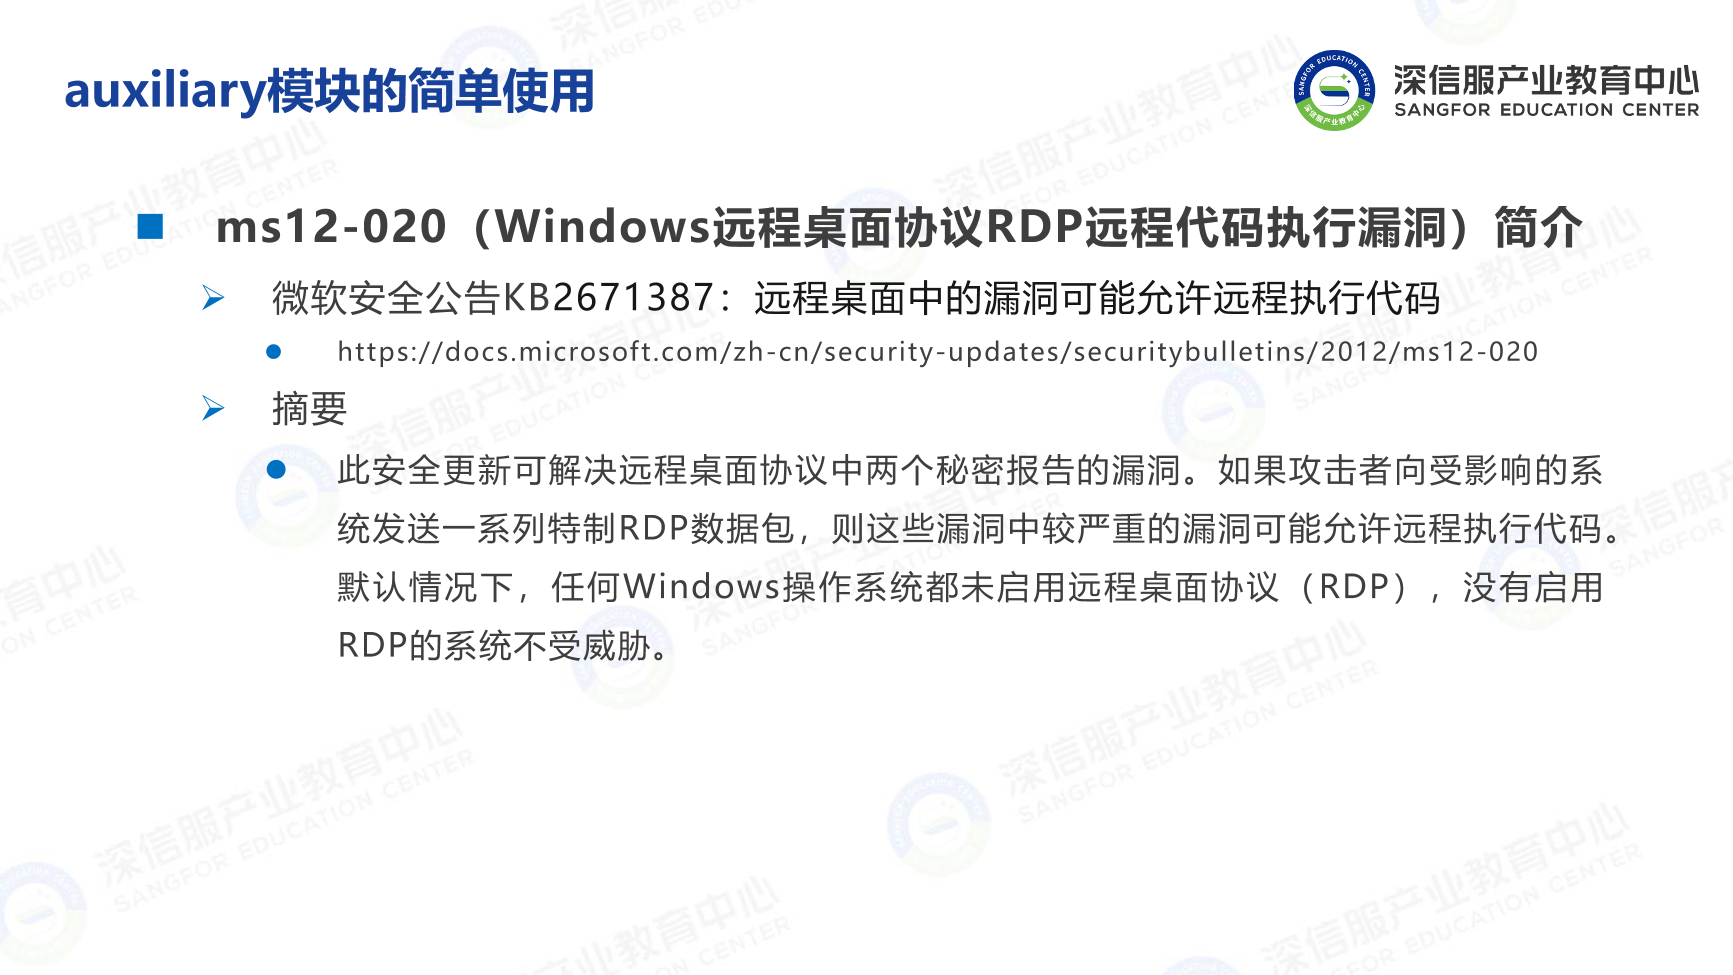 auxiliary模块的简单使用
深信服产业教育中心
SANGFOR EDUCATION CENTER
ms12-020（Windows远程桌面协议RDP远程代码执行漏洞）简介
微软安全公告KB2671387：远程桌面中的漏洞可能允许远程执行代码
https://docs.microsoft.com/zh-cn/security-updates/securitybulletins/2012/ms12-020
摘要
此安全更新可解决远程桌面协议中两个秘密报告的漏洞。如果攻击者向受影响的系
统发送一系列特制RDP数据包，则这些漏洞中较严重的漏洞可能允许远程执行代码。
默认情况下，任何Windows操作系统都未启用远程桌面协议（RDP），没有启用
RDP的系统不受威胁。